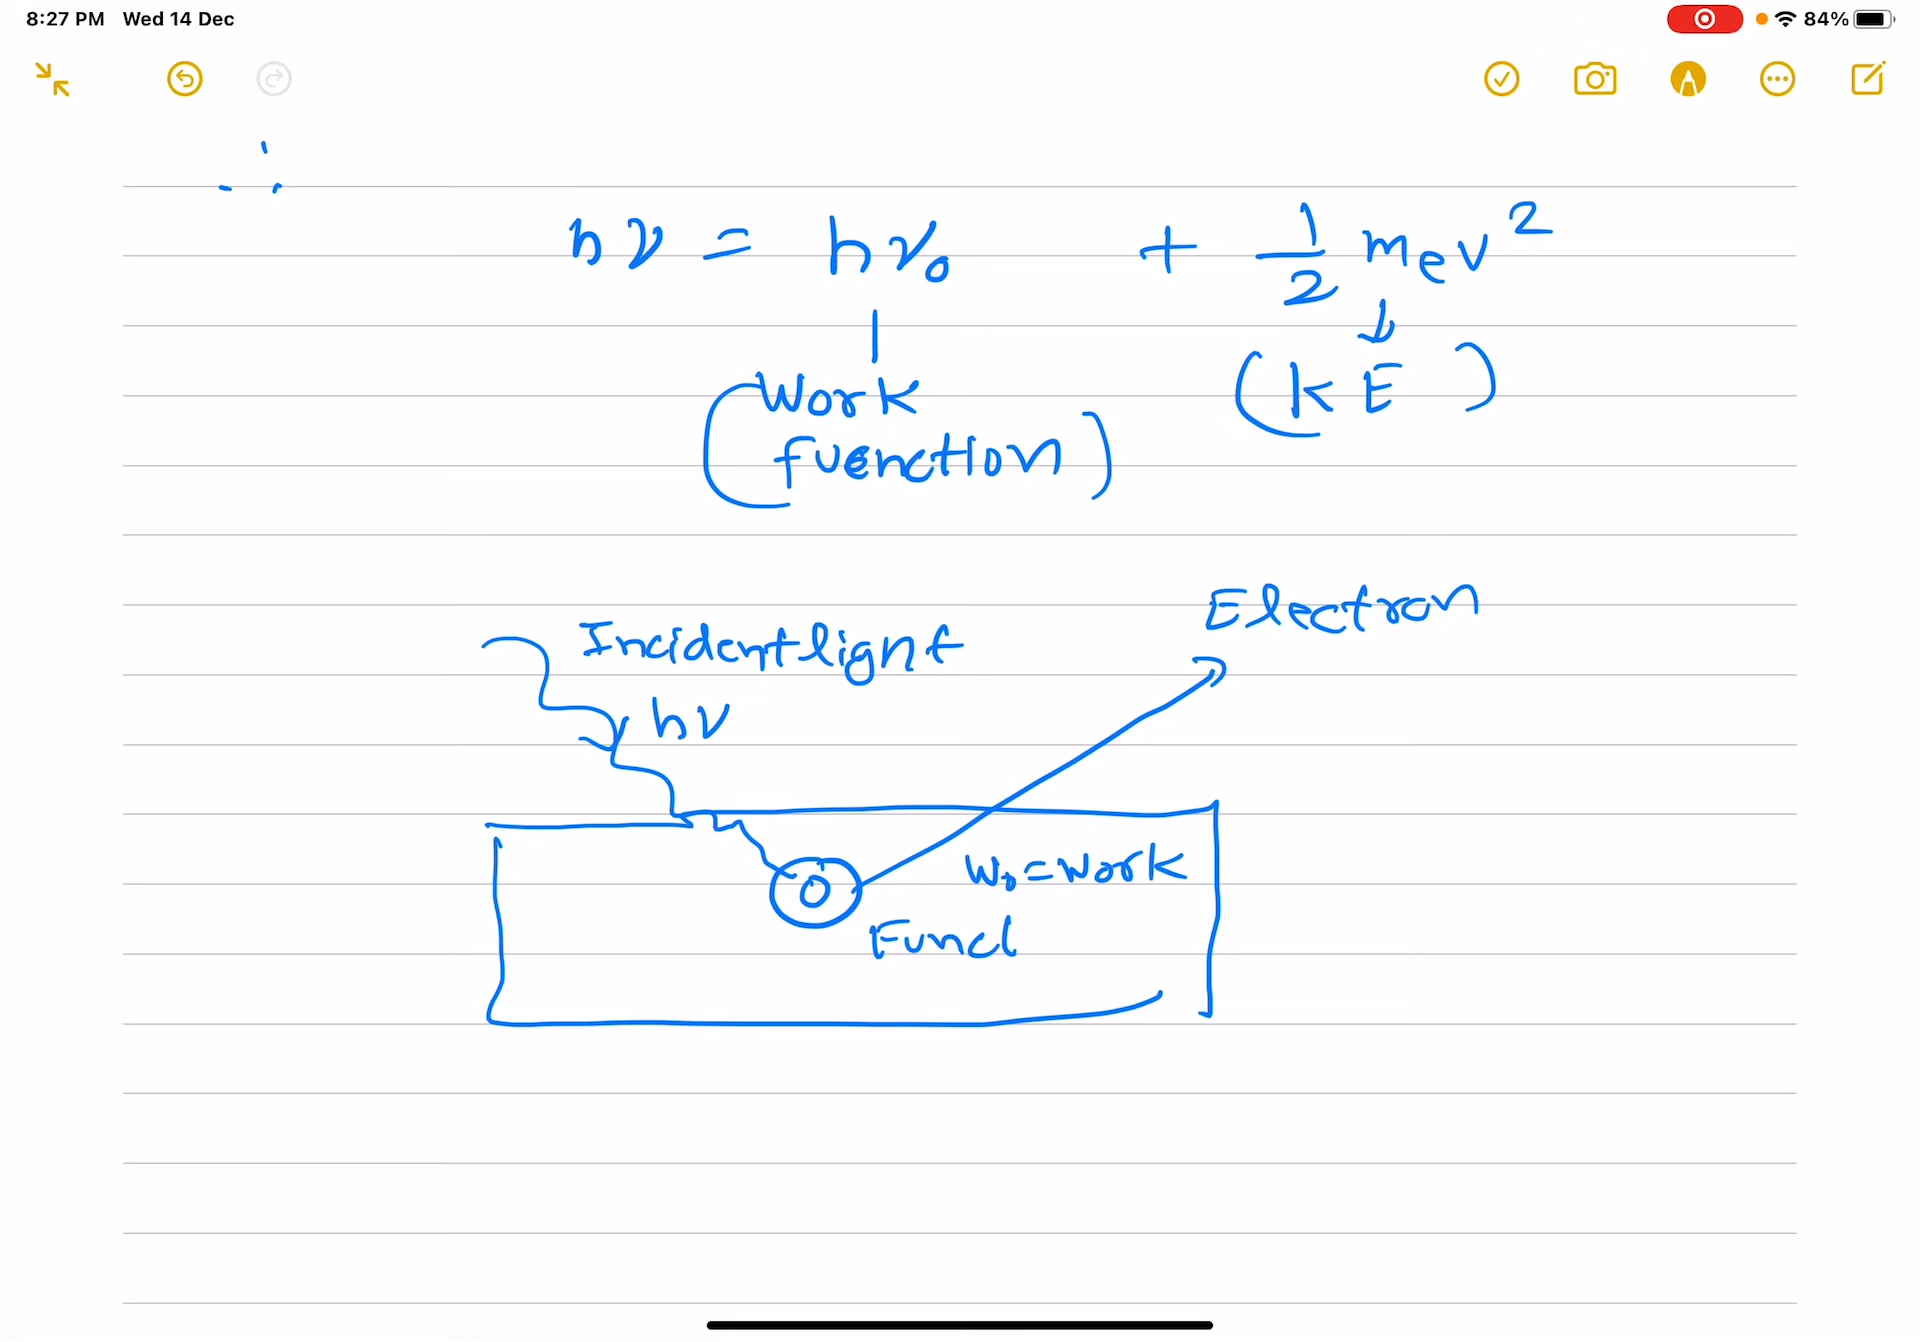 8:27 PM Wed 14 Dec 84%
∴
hν = hν₀ + 1/2 mₑv²
(Work (KE)
fuenction)
Electron
Incidentlight
hν
W₀=Work
Funcl